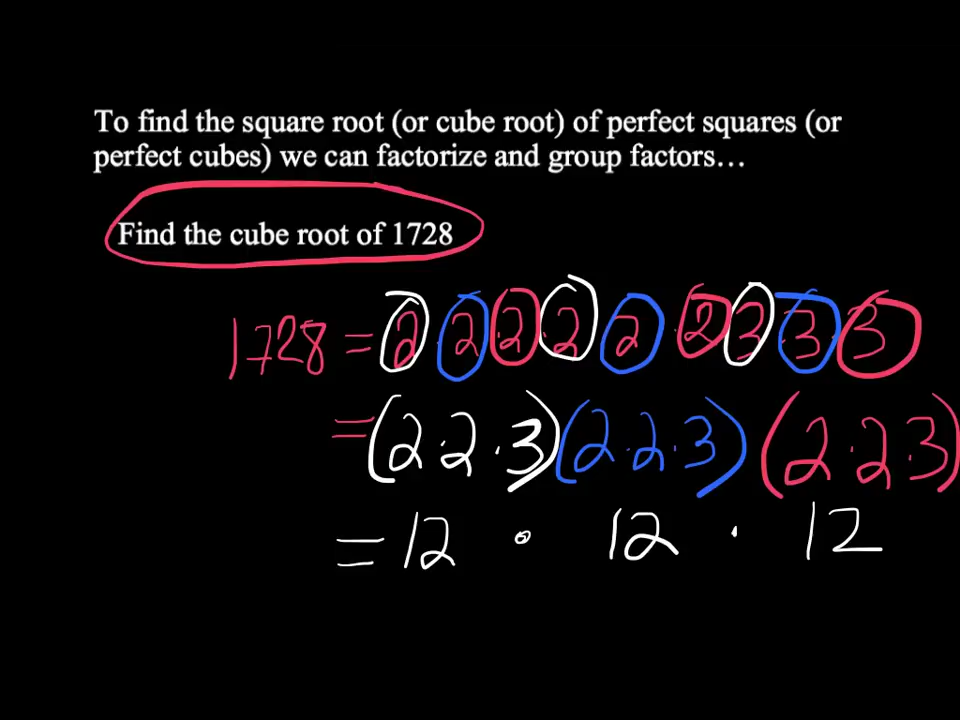 To find the square root (or cube root) of perfect squares (or
perfect cubes) we can factorize and group factors…
Find the cube root of 1728
1728 = 2·2·2·2·2·2·3·3·3
= (2·2·3)(2·2·3)(2·2·3)
= 12 · 12 · 12